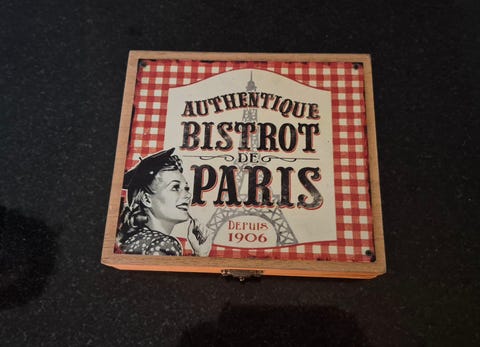 AUTHENTIQUE
BISTROT
DE
PARIS
DEPUIS
1906